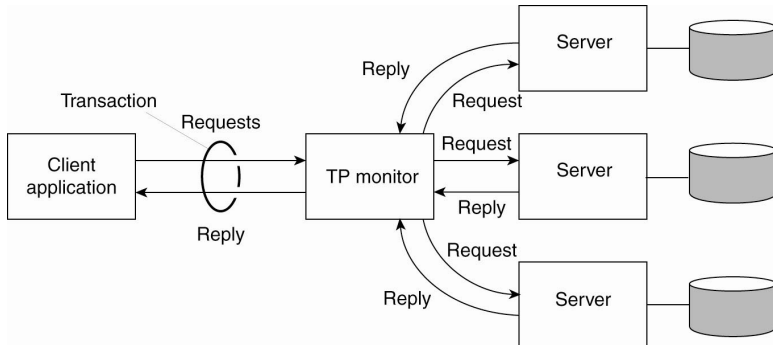 Server
Reply
Transaction
Request
Requests
Client
application
TP monitor
Request
Server
Reply
Reply
Request
Reply
Server